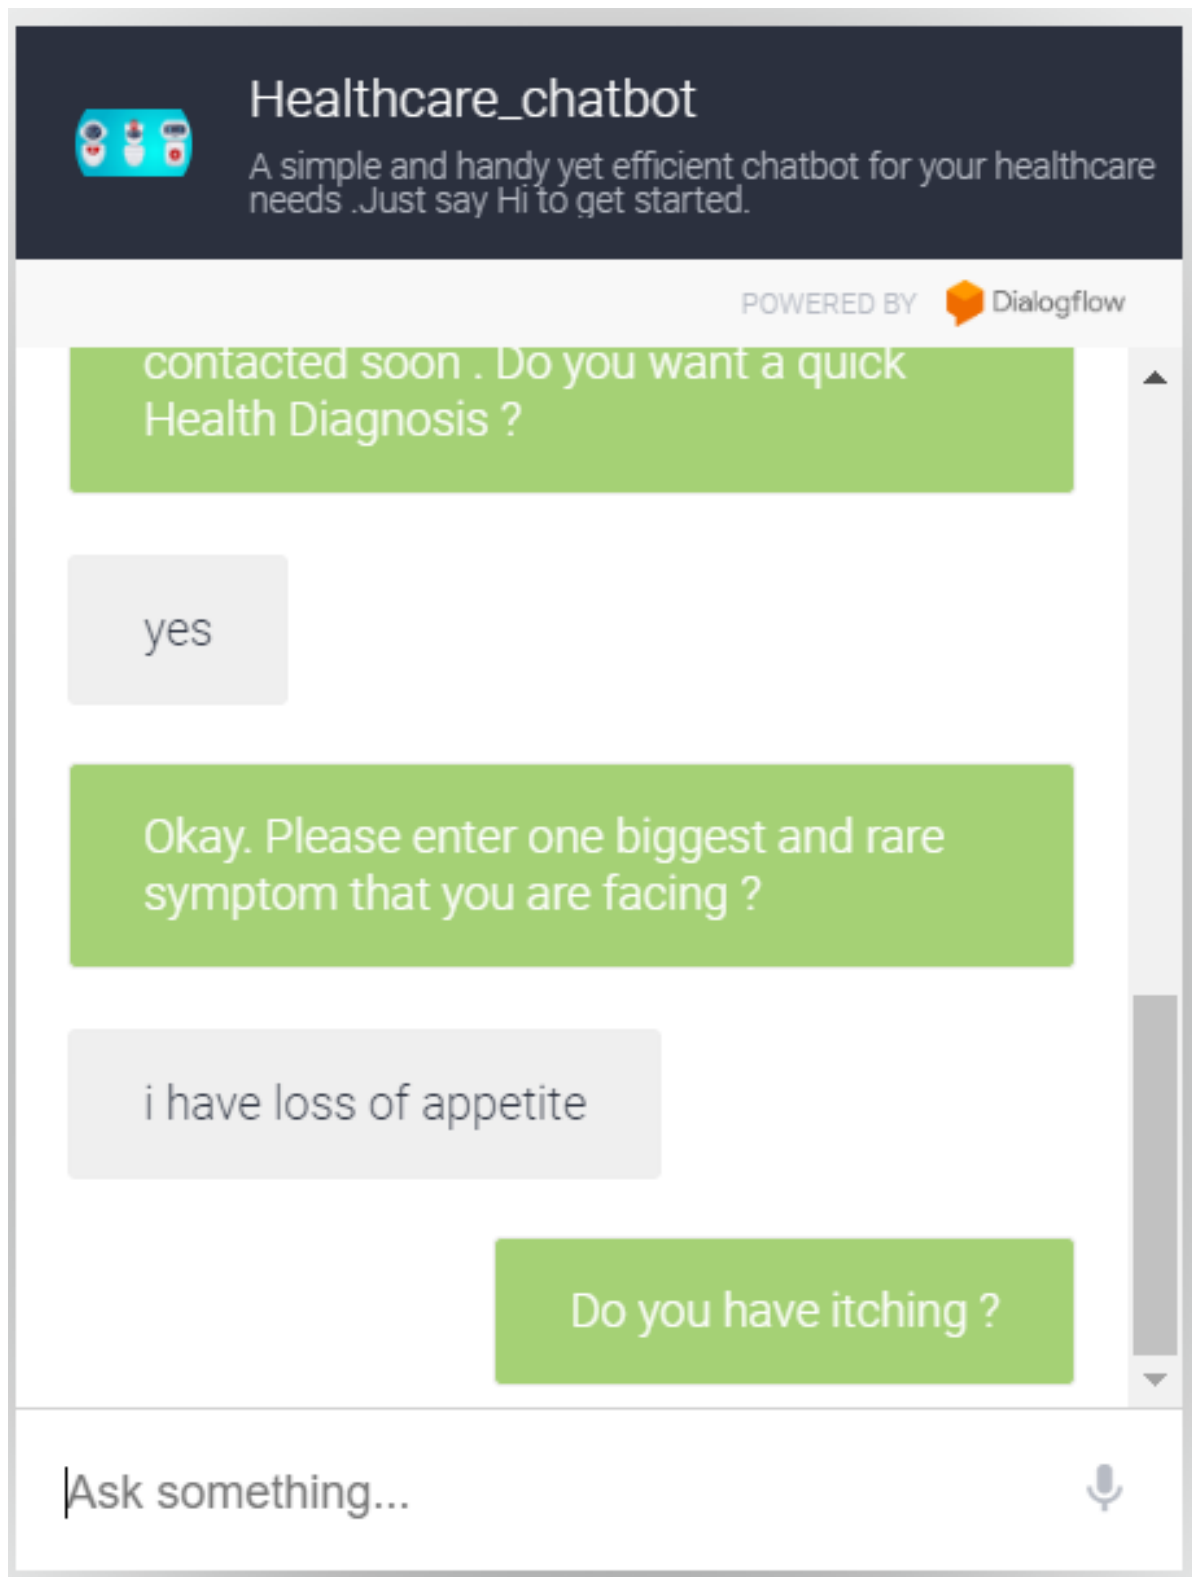 Healthcare_chatbot
A simple and handy yet efficient chatbot for your healthcare
needs .Just say Hi to get started.
POWERED BY Dialogflow
contacted soon . Do you want a quick
Health Diagnosis ?
yes
Okay. Please enter one biggest and rare
symptom that you are facing ?
i have loss of appetite
Do you have itching ?
Ask something...